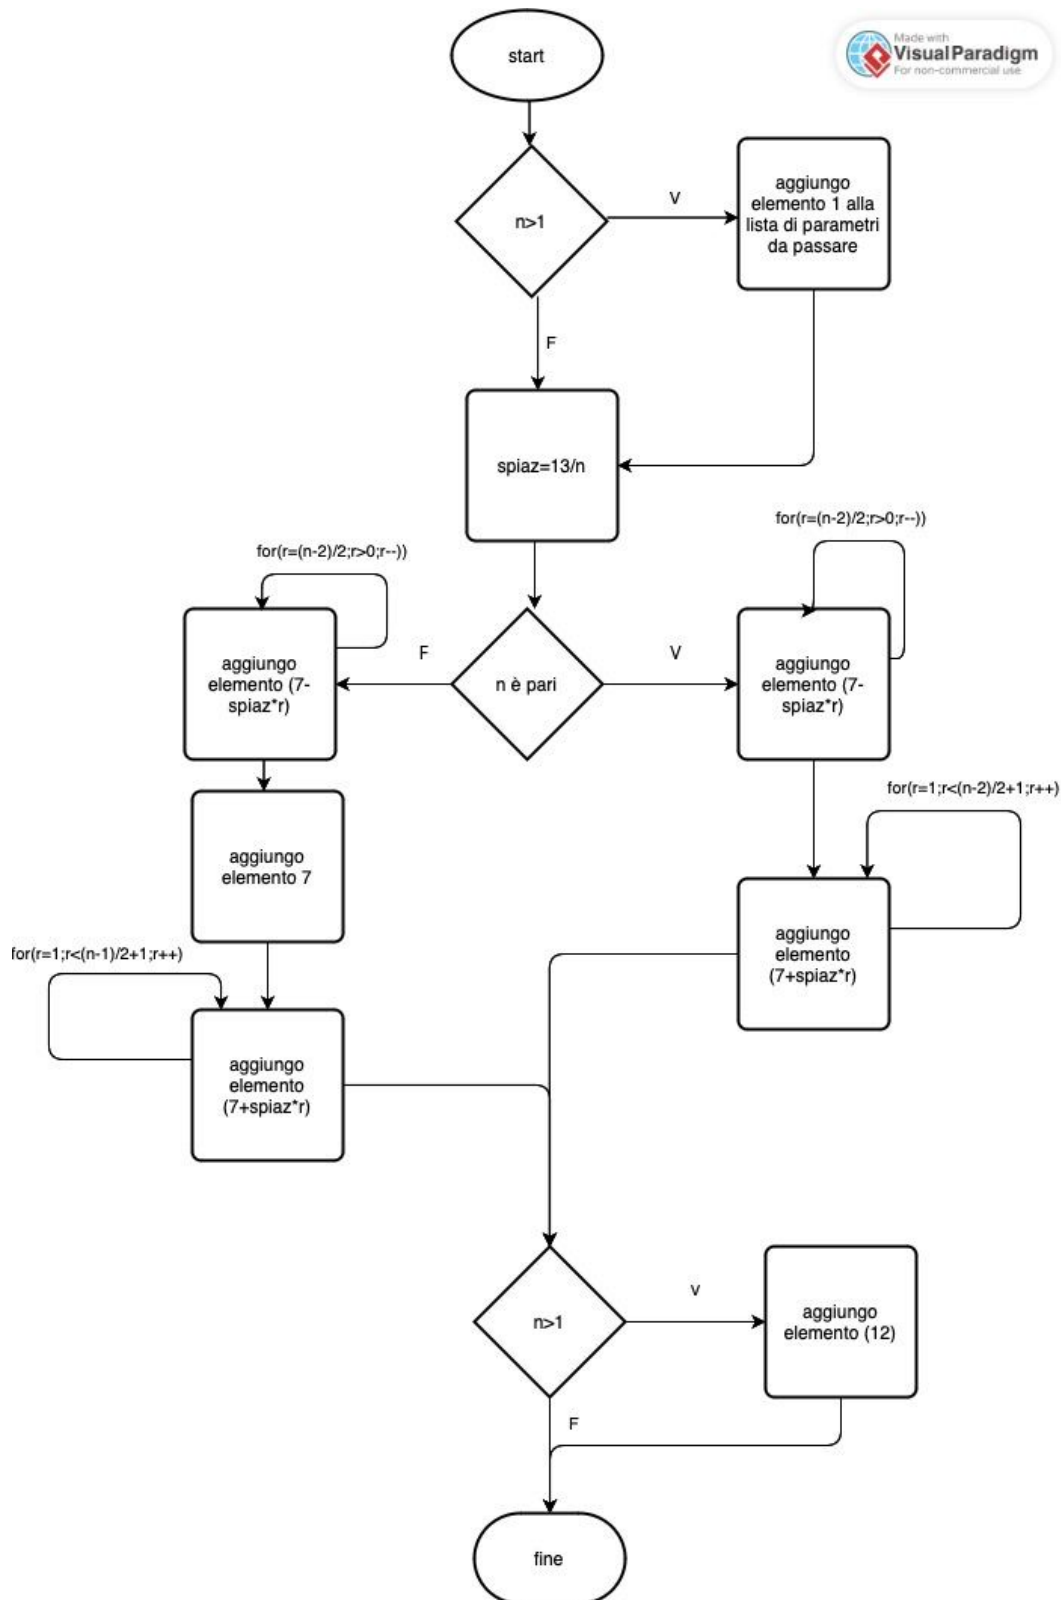 start
Made with
Visual Paradigm
For non-commercial use
n>1
V
aggiungo
elemento 1 alla
lista di parametri
da passare
F
spiaz=13/n
for(r=(n-2)/2;r>0;r--))
for(r=(n-2)/2;r>0;r--))
aggiungo
elemento (7-
spiaz*r)
F
n è pari
V
aggiungo
elemento (7-
spiaz*r)
aggiungo
elemento 7
for(r=1;r<(n-2)/2+1;r++)
for(r=1;r<(n-1)/2+1;r++)
aggiungo
elemento
(7+spiaz*r)
aggiungo
elemento
(7+spiaz*r)
n>1
v
aggiungo
elemento (12)
F
fine